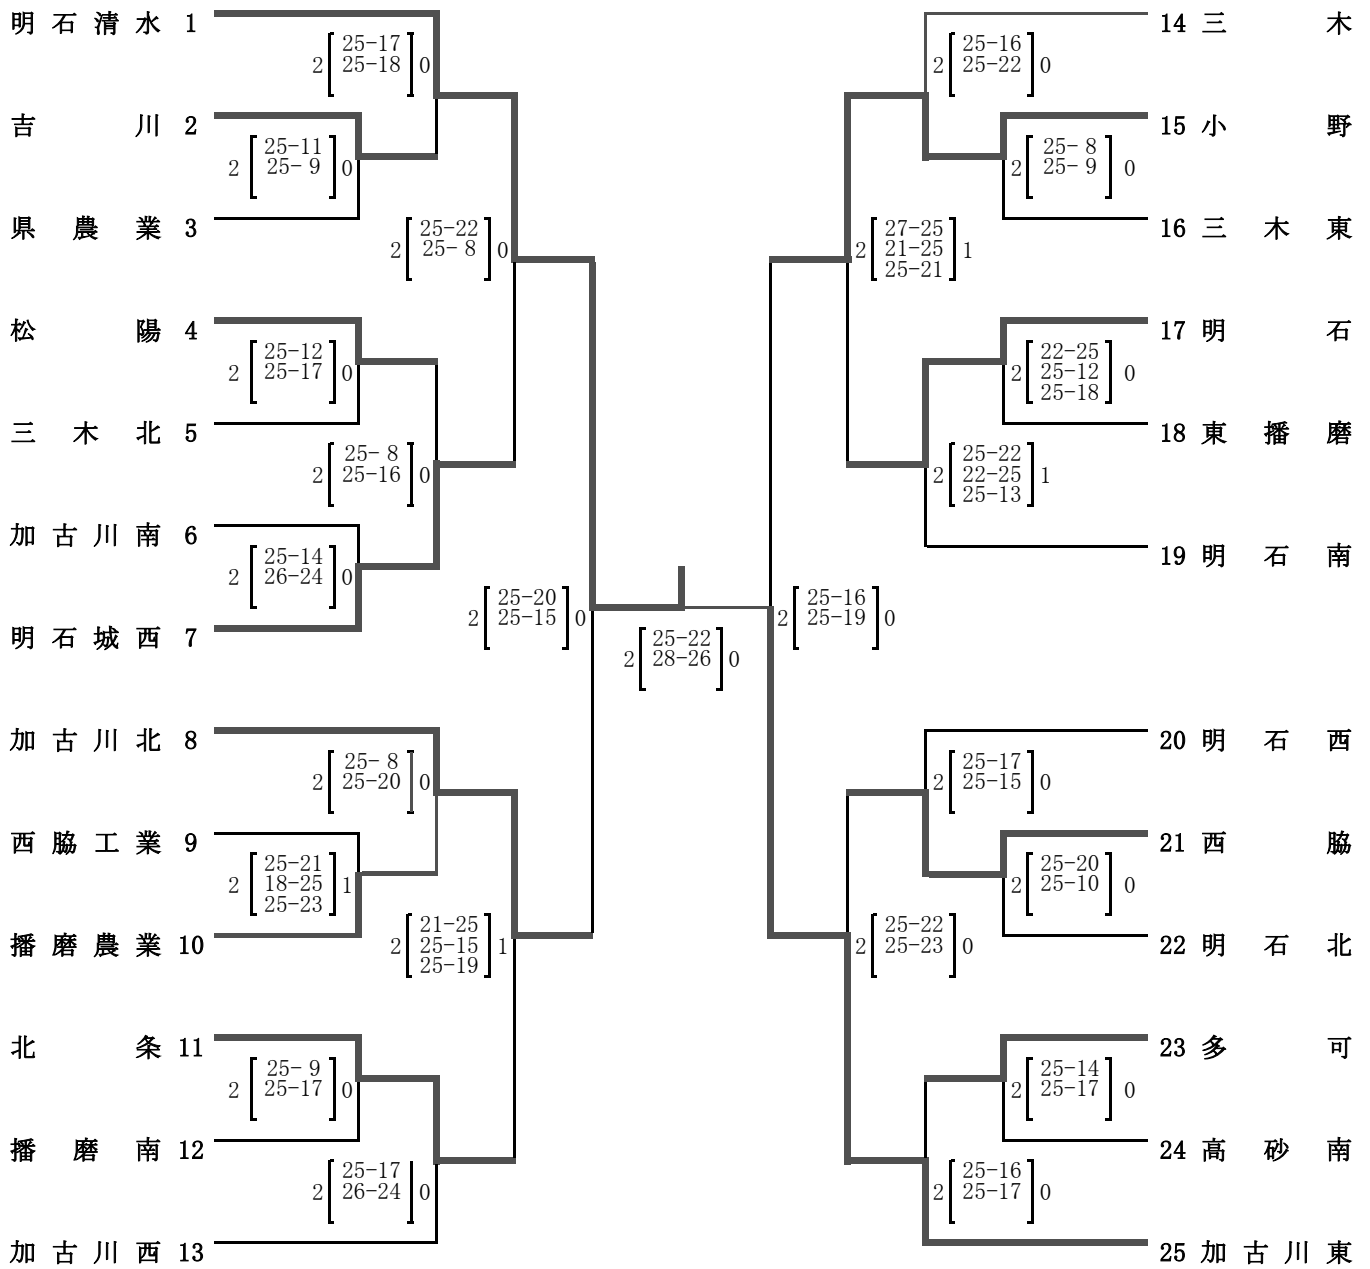 明石清水 1
25-17
2 25-18 0
吉川 2
25-11
2 25- 9 0
県農業 3
25-22
2 25- 8 0
松陽 4
25-12
2 25-17 0
三木北 5
25- 8
2 25-16 0
加古川南 6
25-14
2 26-24 0
明石城西 7
25-20
2 25-15 0
加古川北 8
25- 8
2 25-20 0
西脇工業 9
25-21
2 18-25 1
25-23
播磨農業 10
21-25
2 25-15 1
25-19
北条 11
25- 9
2 25-17 0
播磨南 12
25-17
2 26-24 0
加古川西 13
25-22
2 28-26 0
14 三木
25-16
2 25-22 0
15 小野
25- 8
2 25- 9 0
16 三木東
27-25
2 21-25 1
25-21
17 明石
22-25
2 25-12 0
25-18
18 東播磨
25-22
2 22-25 1
25-13
19 明石南
25-16
2 25-19 0
20 明石西
25-17
2 25-15 0
21 西脇
25-20
2 25-10 0
22 明石北
25-22
2 25-23 0
23 多可
25-14
2 25-17 0
24 高砂南
25-16
2 25-17 0
25 加古川東